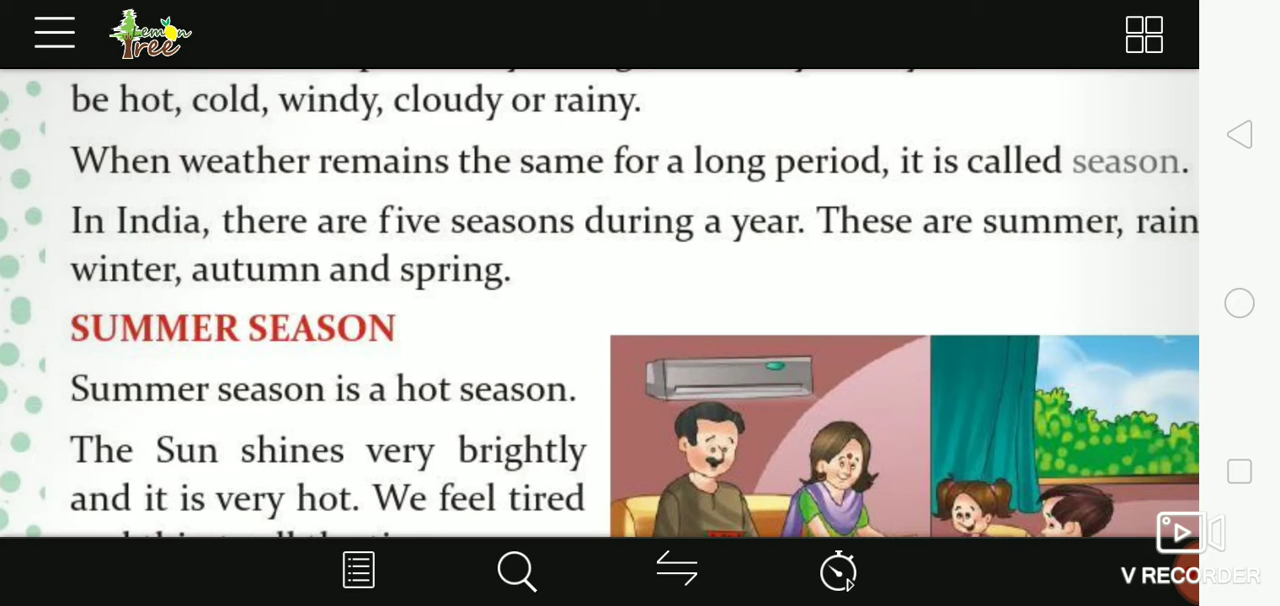 Lemon
Tree
be hot, cold, windy, cloudy or rainy.
When weather remains the same for a long period, it is called season.
In India, there are five seasons during a year. These are summer, rain
winter, autumn and spring.
SUMMER SEASON
Summer season is a hot season.
The Sun shines very brightly
and it is very hot. We feel tired
V RECORDER